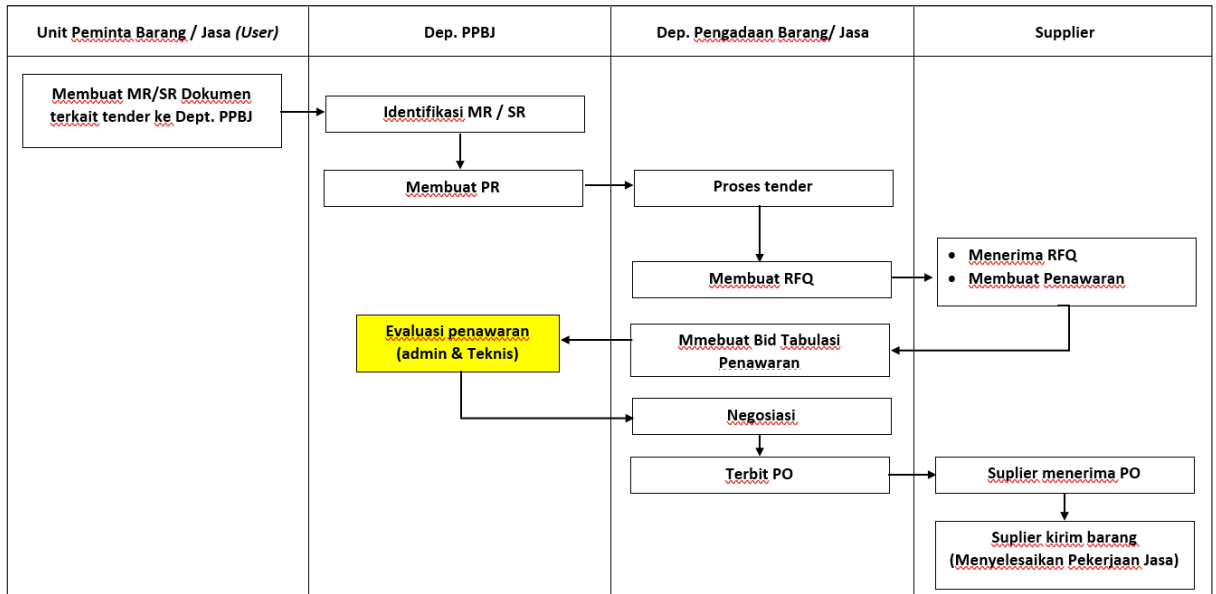 Unit Peminta Barang / Jasa (User)
Dep. PPBJ
Dep. Pengadaan Barang/ Jasa
Supplier
Membuat MR/SR Dokumen
terkait tender ke Dept. PPBJ
Identifikasi MR / SR
Membuat PR
Proses tender
Membuat RFQ
• Menerima RFQ
• Membuat Penawaran
Mmebuat Bid Tabulasi
Penawaran
Evaluasi penawaran
(admin & Teknis)
Negosiasi
Terbit PO
Suplier menerima PO
Suplier kirim barang
(Menyelesaikan Pekerjaan Jasa)